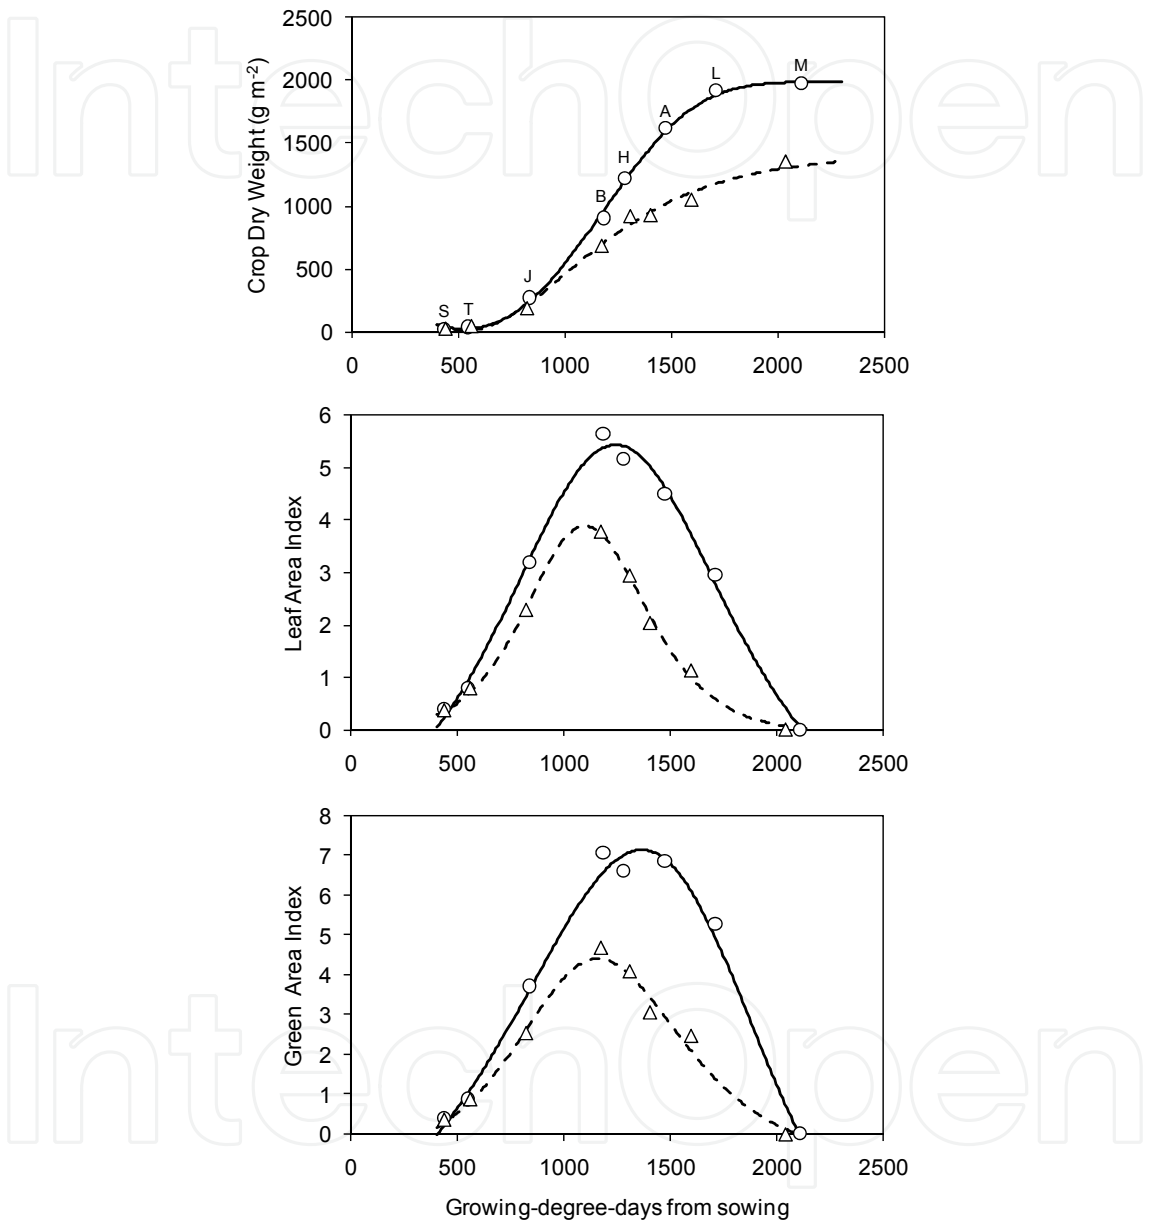 IntechOpen
2500
2000
1500
1000
500
0
Crop Dry Weight (g m-2)
S T J B H A L M
0 500 1000 1500 2000 2500
6
5
4
3
2
1
0
Leaf Area Index
0 500 1000 1500 2000 2500
8
7
6
5
4
3
2
1
0
Green Area Index
0 500 1000 1500 2000 2500
Growing-degree-days from sowing
IntechOpen